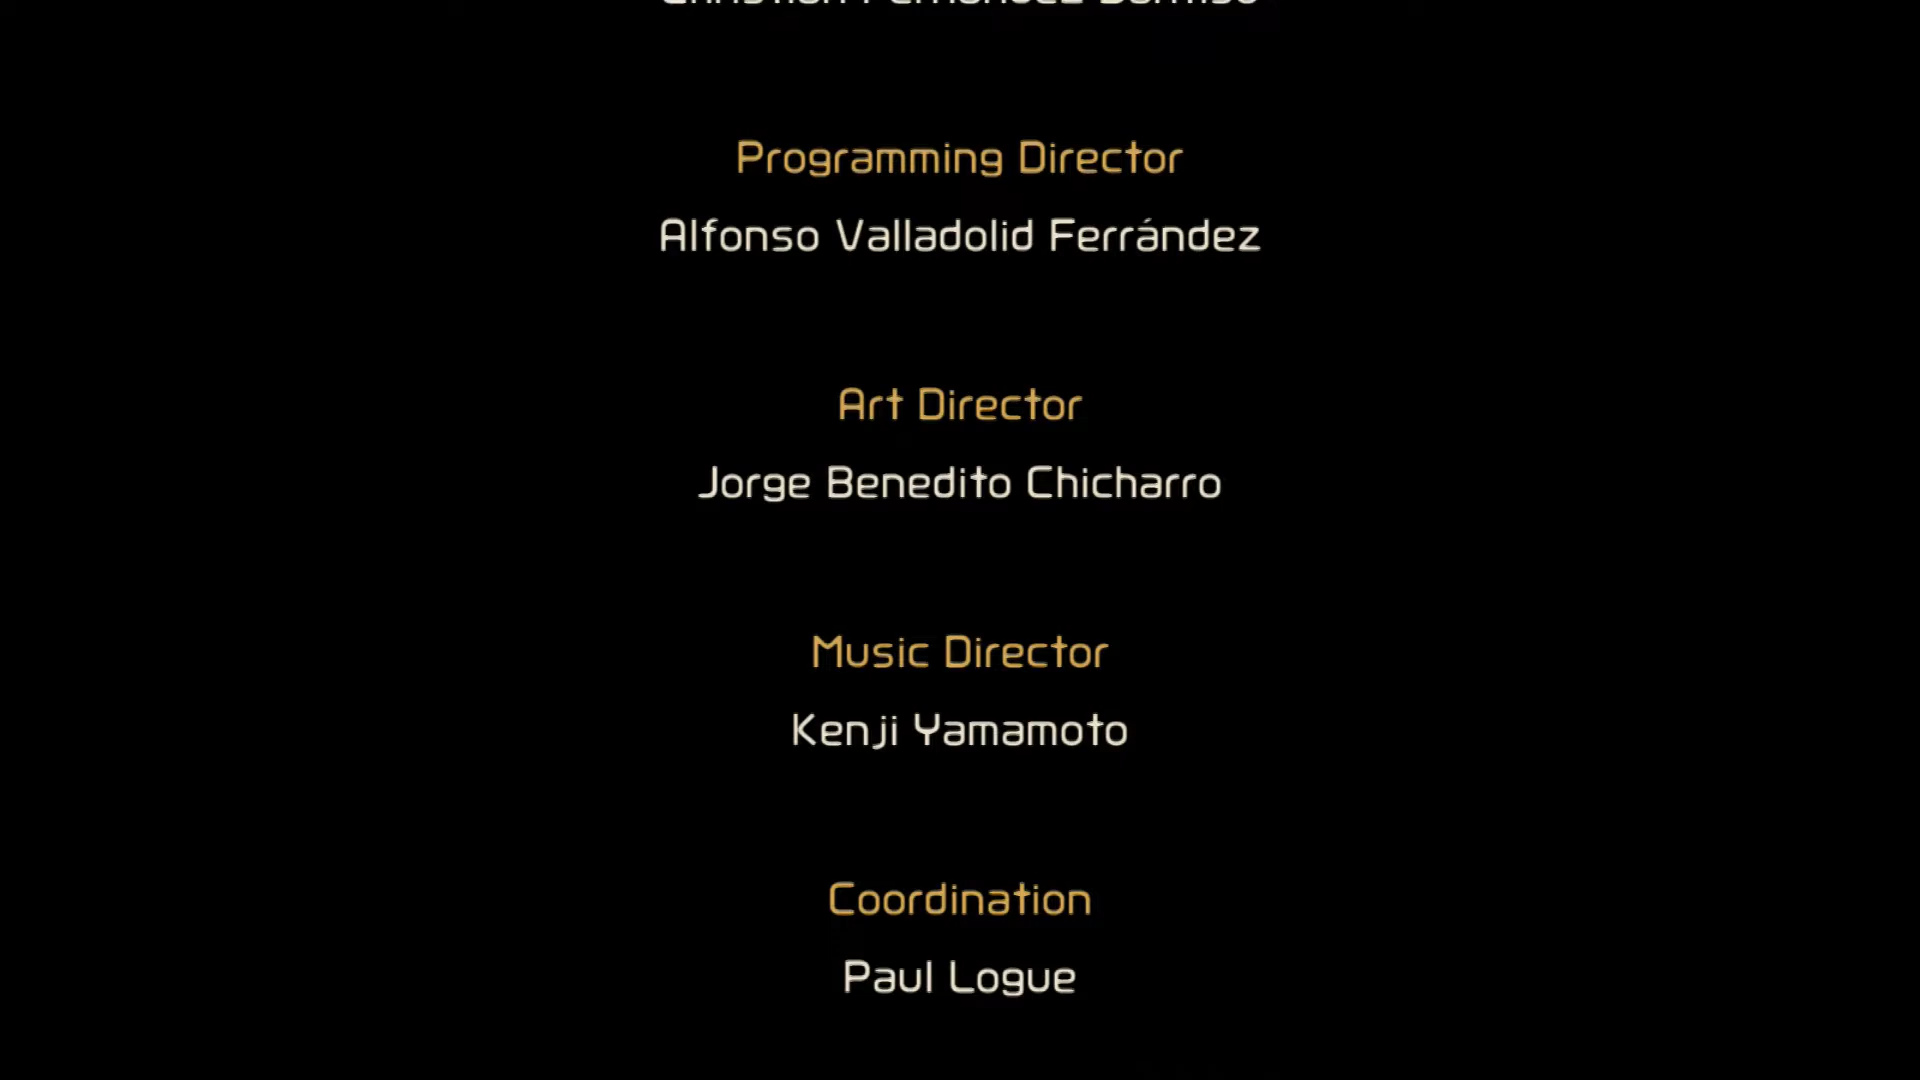 Programming Director
Alfonso Valladolid Ferrández
Art Director
Jorge Benedito Chicharro
Music Director
Kenji Yamamoto
Coordination
Paul Logue